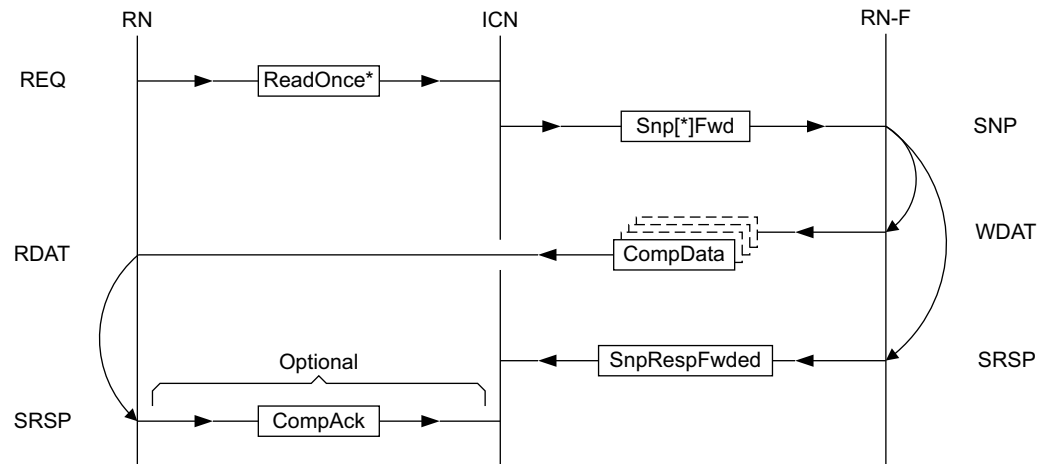 RN ICN RN-F
REQ ReadOnce*
Snp[*]Fwd SNP
WDAT
RDAT CompData
Optional SnpRespFwded SRSP
SRSP CompAck